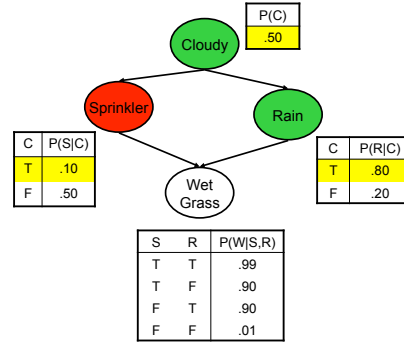 P(C)
.50
Cloudy
Sprinkler
Rain
C P(S|C)
T .10
F .50
C P(R|C)
T .80
F .20
Wet
Grass
S R P(W|S,R)
T T .99
T F .90
F T .90
F F .01